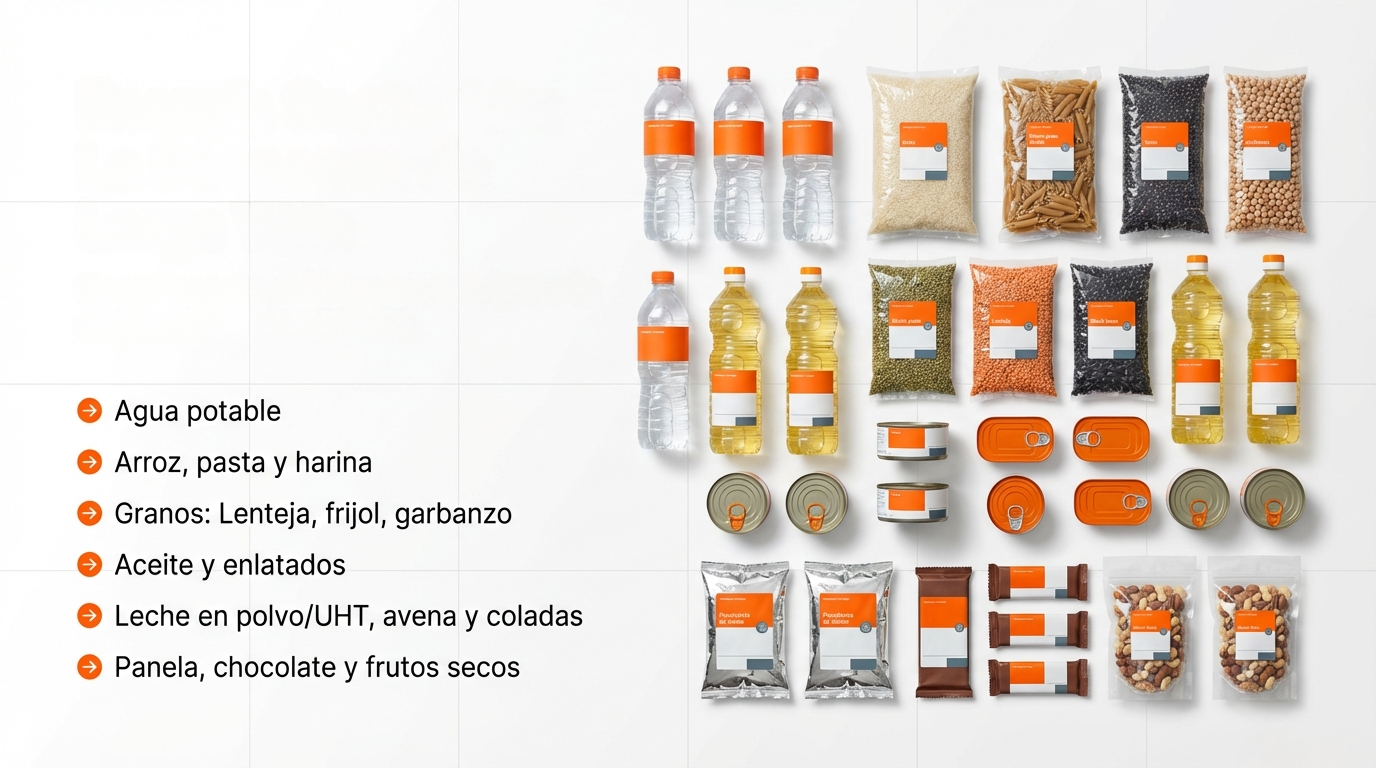 Agua potable
Arroz, pasta y harina
Granos: Lenteja, frijol, garbanzo
Aceite y enlatados
Leche en polvo/UHT, avena y coladas
Panela, chocolate y frutos secos